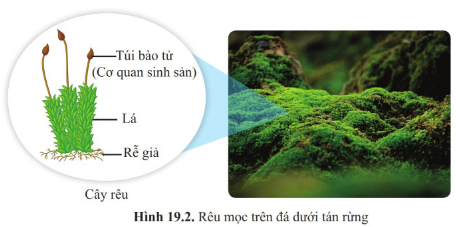 Túi bào tử
(Cơ quan sinh sản)
Lá
Rễ giả
Cây rêu
Hình 19.2. Rêu mọc trên đá dưới tán rừng